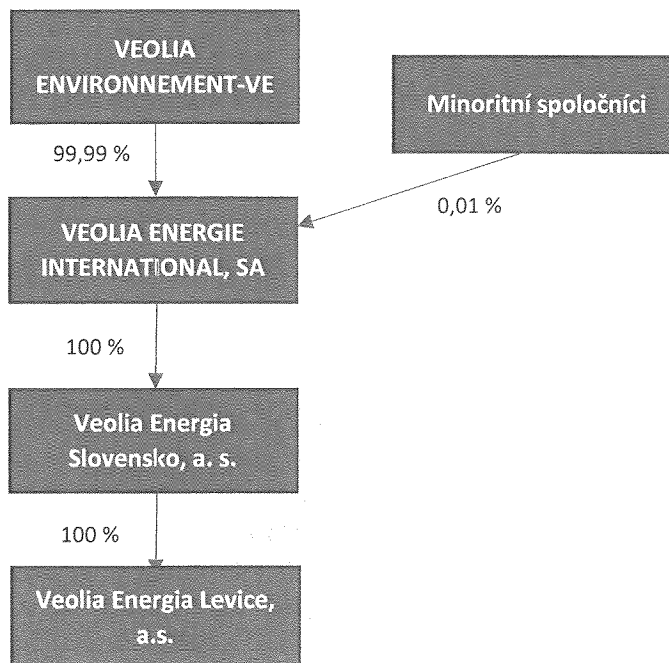 VEOLIA
ENVIRONNEMENT-VE
Minoritní spoločníci
99,99 %
0,01 %
VEOLIA ENERGIE
INTERNATIONAL, SA
100 %
Veolia Energia
Slovensko, a. s.
100 %
Veolia Energia Levice,
a.s.